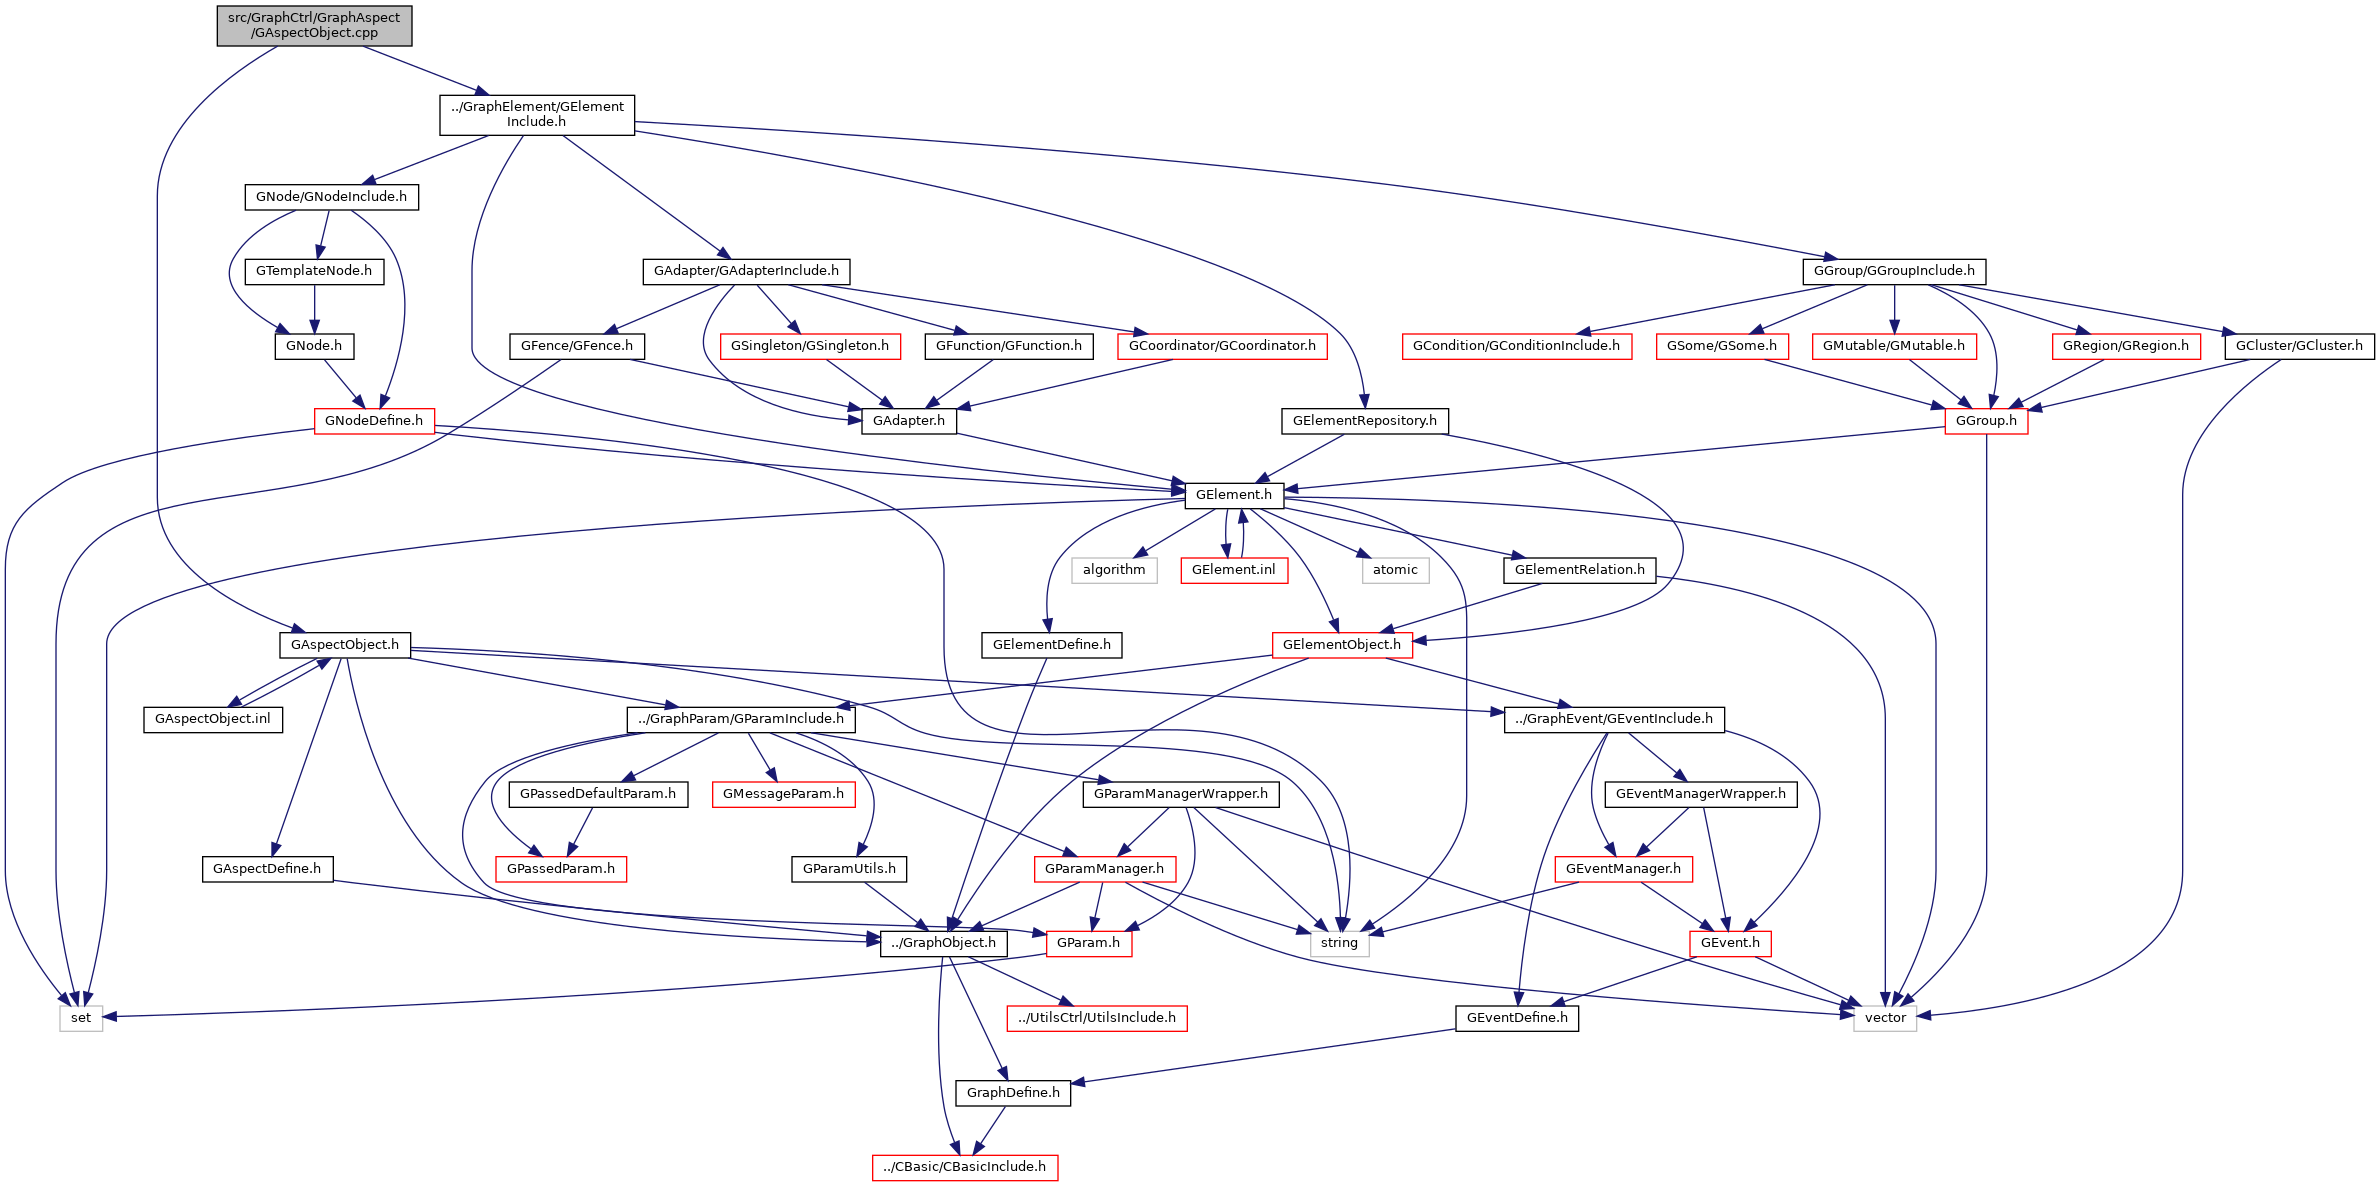 src/GraphCtrl/GraphAspect
/GAspectObject.cpp
../GraphElement/GElement
Include.h
GNode/GNodeInclude.h
GTemplateNode.h
GAdapter/GAdapterInclude.h
GGroup/GGroupInclude.h
GNode.h
GFence/GFence.h
GSingleton/GSingleton.h
GFunction/GFunction.h
GCoordinator/GCoordinator.h
GCondition/GConditionInclude.h
GSome/GSome.h
GMutable/GMutable.h
GRegion/GRegion.h
GCluster/GCluster.h
GNodeDefine.h
GAdapter.h
GElementRepository.h
GGroup.h
GElement.h
algorithm
GElement.inl
atomic
GElementRelation.h
GAspectObject.h
GElementDefine.h
GElementObject.h
GAspectObject.inl
../GraphParam/GParamInclude.h
../GraphEvent/GEventInclude.h
GPassedDefaultParam.h
GMessageParam.h
GParamManagerWrapper.h
GEventManagerWrapper.h
GAspectDefine.h
GPassedParam.h
GParamUtils.h
GParamManager.h
GEventManager.h
../GraphObject.h
GParam.h
string
GEvent.h
set
../UtilsCtrl/UtilsInclude.h
GEventDefine.h
vector
GraphDefine.h
../CBasic/CBasicInclude.h